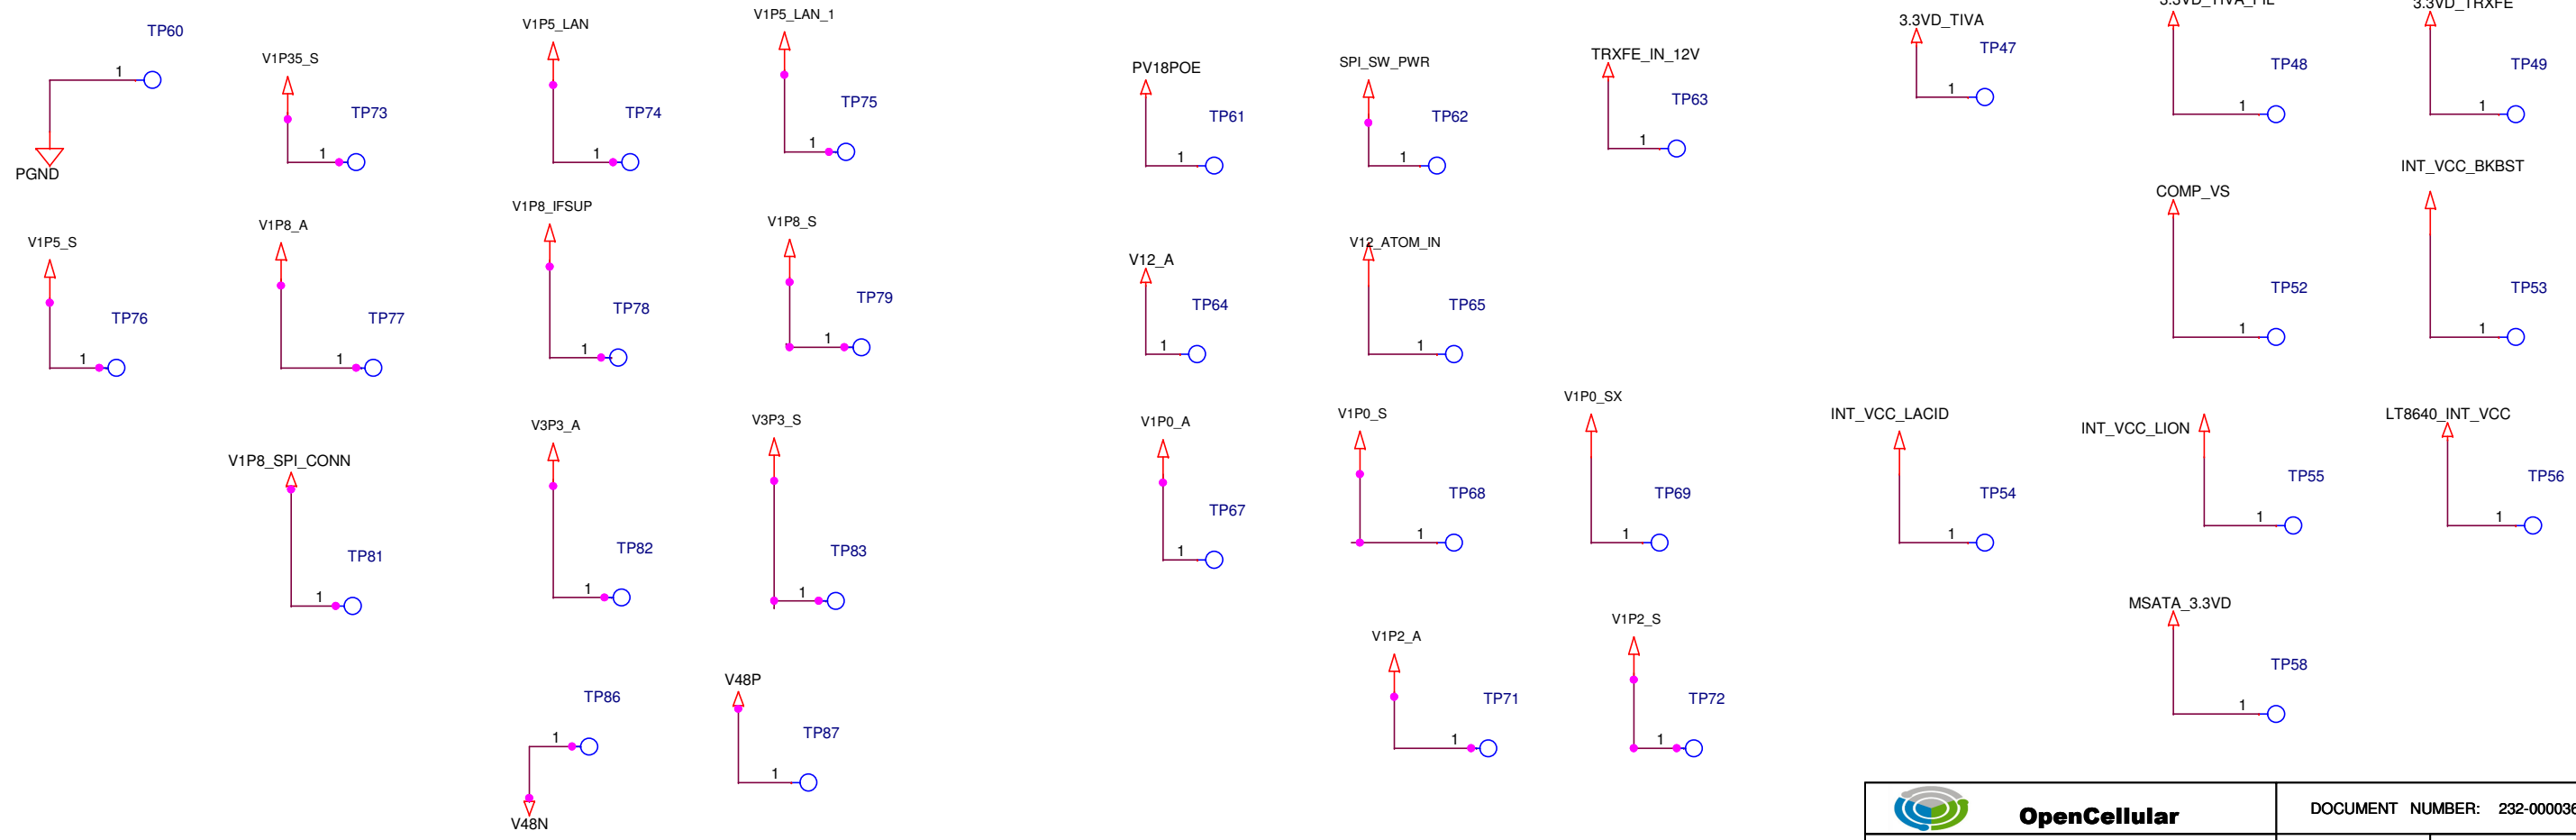 TP60
1
PGND
V1P35_S
TP73
1
V1P5_LAN
TP74
1
V1P5_LAN_1
TP75
1
PV18POE
TP61
1
SPI_SW_PWR
TP62
1
TRXFE_IN_12V
TP63
1
3.3VD_TIVA
TP47
1
TP48
1
3.3VD_TRXFE
TP49
1
V1P5_S
TP76
1
V1P8_A
TP77
1
V1P8_IFSUP
TP78
1
V1P8_S
TP79
1
V12_A
TP64
1
V12_ATOM_IN
TP65
1
COMP_VS
TP52
1
INT_VCC_BKBST
TP53
1
V1P8_SPI_CONN
TP81
1
V3P3_A
TP82
1
V3P3_S
TP83
1
V1P0_A
TP67
1
V1P0_S
TP68
1
V1P0_SX
TP69
1
INT_VCC_LACID
TP54
1
INT_VCC_LION
TP55
1
LT8640_INT_VCC
TP56
1
TP86
1
V48N
V48P
TP87
1
V1P2_A
TP71
1
V1P2_S
TP72
1
MSATA_3.3VD
TP58
1
OpenCellular
DOCUMENT NUMBER: 232-000036